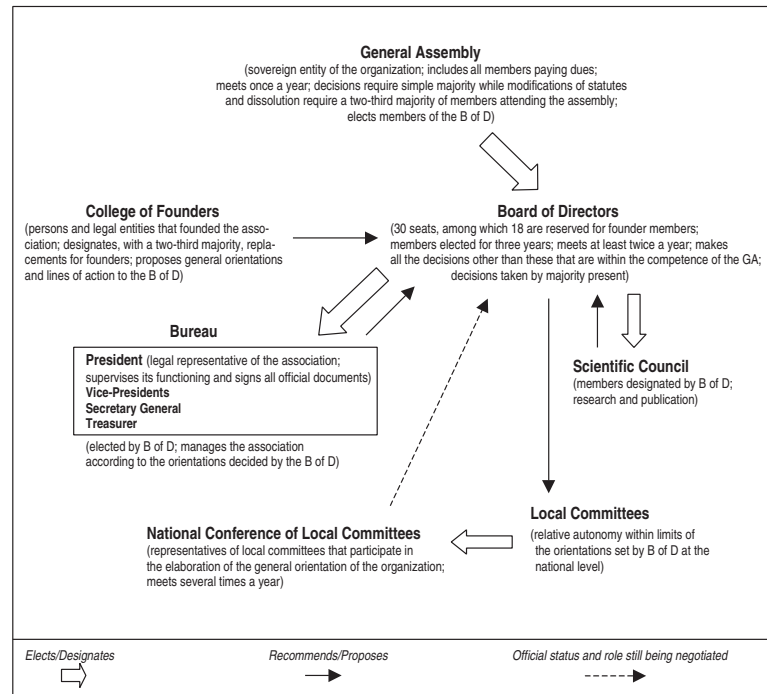 General Assembly
(sovereign entity of the organization; includes all members paying dues;
meets once a year; decisions require simple majority while modifications of statutes
and dissolution require a two-third majority of members attending the assembly;
elects members of the B of D)
College of Founders
(persons and legal entities that founded the asso-
ciation; designates, with a two-third majority, repla-
cements for founders; proposes general orientations
and lines of action to the B of D)
Board of Directors
(30 seats, among which 18 are reserved for founder members;
members elected for three years; meets at least twice a year; makes
all the decisions other than these that are within the competence of the GA;
decisions taken by majority present)
Bureau
President (legal representative of the association;
supervises its functioning and signs all official documents)
Vice-Presidents
Secretary General
Treasurer
(elected by B of D; manages the association
according to the orientations decided by the B of D)
Scientific Council
(members designated by B of D;
research and publication)
National Conference of Local Committees
(representatives of local committees that participate in
the elaboration of the general orientation of the organization;
meets several times a year)
Local Committees
(relative autonomy within limits of
the orientations set by B of D at the
national level)
Elects/Designates
Recommends/Proposes
Official status and role still being negotiated